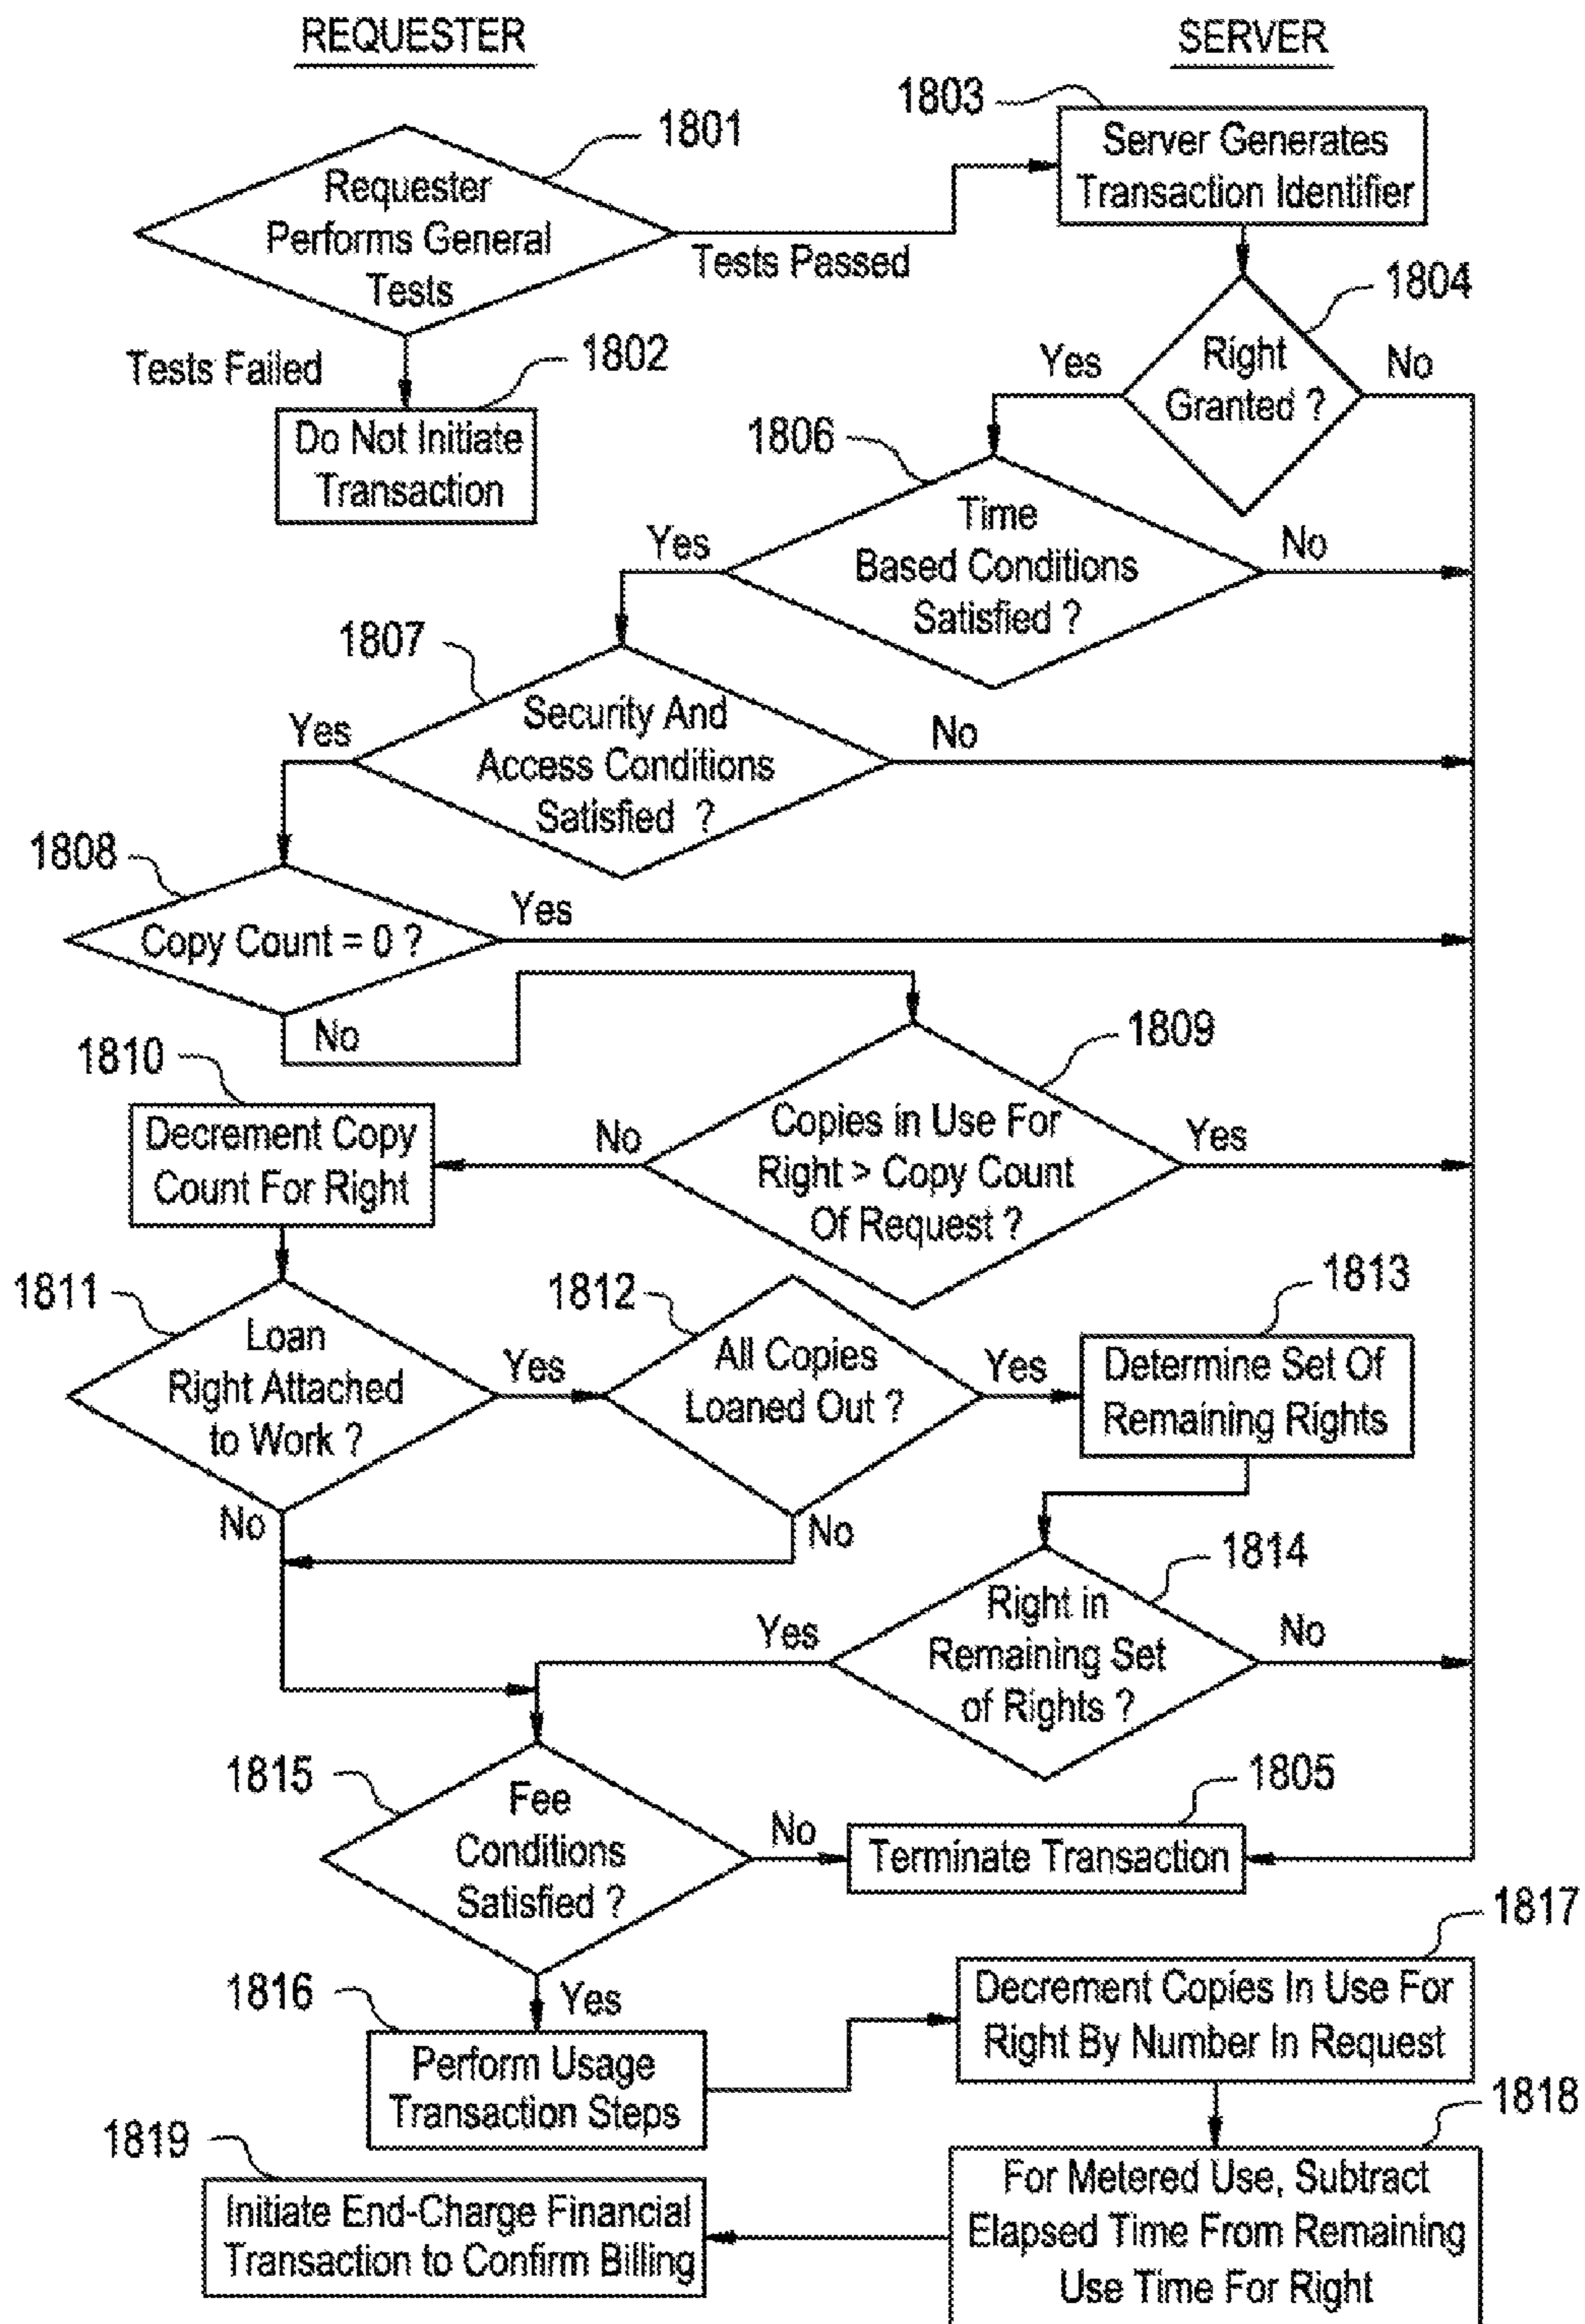 REQUESTER
SERVER
1803
Server Generates
Transaction Identifier
1801
Requester
Performs General
Tests
Tests Passed
Tests Failed
1802
Do Not Initiate
Transaction
1804
Yes
Right
Granted ?
No
1806
Yes
Time
Based Conditions
Satisfied ?
No
1807
Yes
Security And
Access Conditions
Satisfied ?
No
1808
Copy Count = 0 ?
Yes
No
1809
Copies in Use For
Right > Copy Count
Of Request ?
No
Yes
1810
Decrement Copy
Count For Right
1811
Loan
Right Attached
to Work ?
Yes
No
1812
All Copies
Loaned Out ?
Yes
No
1813
Determine Set Of
Remaining Rights
1814
Yes
Right in
Remaining Set
of Rights ?
No
1815
Fee
Conditions
Satisfied ?
No
Yes
1805
Terminate Transaction
1816
Perform Usage
Transaction Steps
1817
Decrement Copies In Use For
Right By Number In Request
1818
For Metered Use, Subtract
Elapsed Time From Remaining
Use Time For Right
1819
Initiate End-Charge Financial
Transaction to Confirm Billing